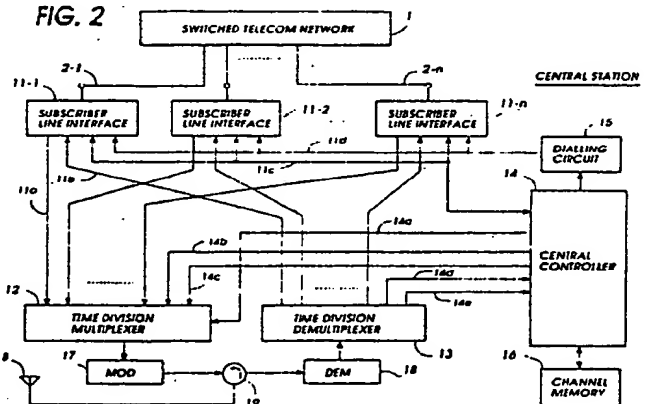 FIG. 2
SWITCHED TELECOM NETWORK
1
2-1
2-n
CENTRAL STATION
11-1
SUBSCRIBER
LINE INTERFACE
SUBSCRIBER
LINE INTERFACE
11-2
SUBSCRIBER
LINE INTERFACE
11-n
15
DIALLING
CIRCUIT
11d
11c
11a
14
14a
14b
14c
14d
14e
CENTRAL
CONTROLLER
12
TIME DIVISION
MULTIPLEXER
TIME DIVISION
DEMULTIPLEXER
13
8
17
MOD
19
DEM
18
16
CHANNEL
MEMORY